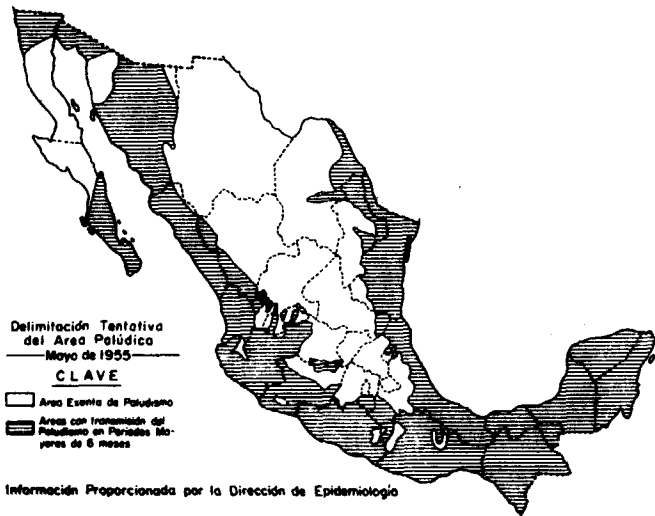 Delimitación Tentativa
del Area Palúdica
Mayo de 1955
CLAVE
Area Exenta de Paludismo
Areas con transmisión del
Paludismo en Periodos Ma-
yores de 6 meses
Información Proporcionada por la Dirección de Epidemiología